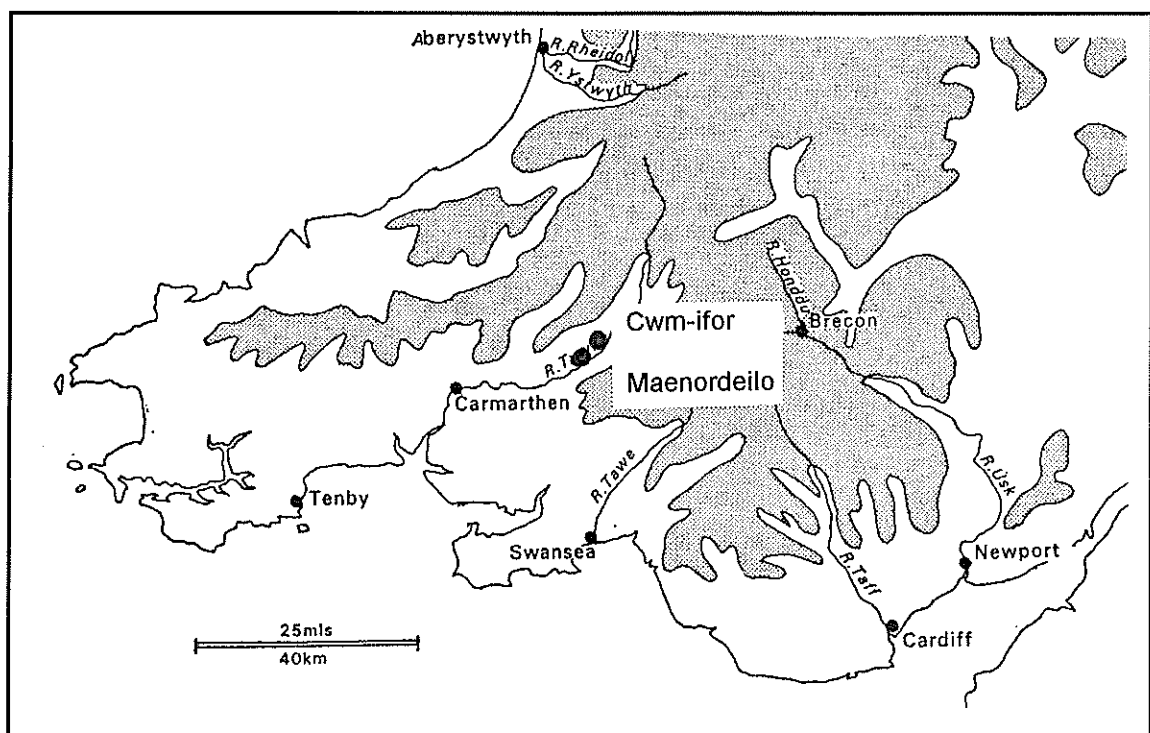 Aberystwyth
R.Rheidol
R.Ystwyth
R.Honddu
Cwm-ifor
Brecon
R.T
Maenordeilo
Carmarthen
R.Usk
R.Tawe
Tenby
Swansea
Newport
R.Taff
25mls
40km
Cardiff